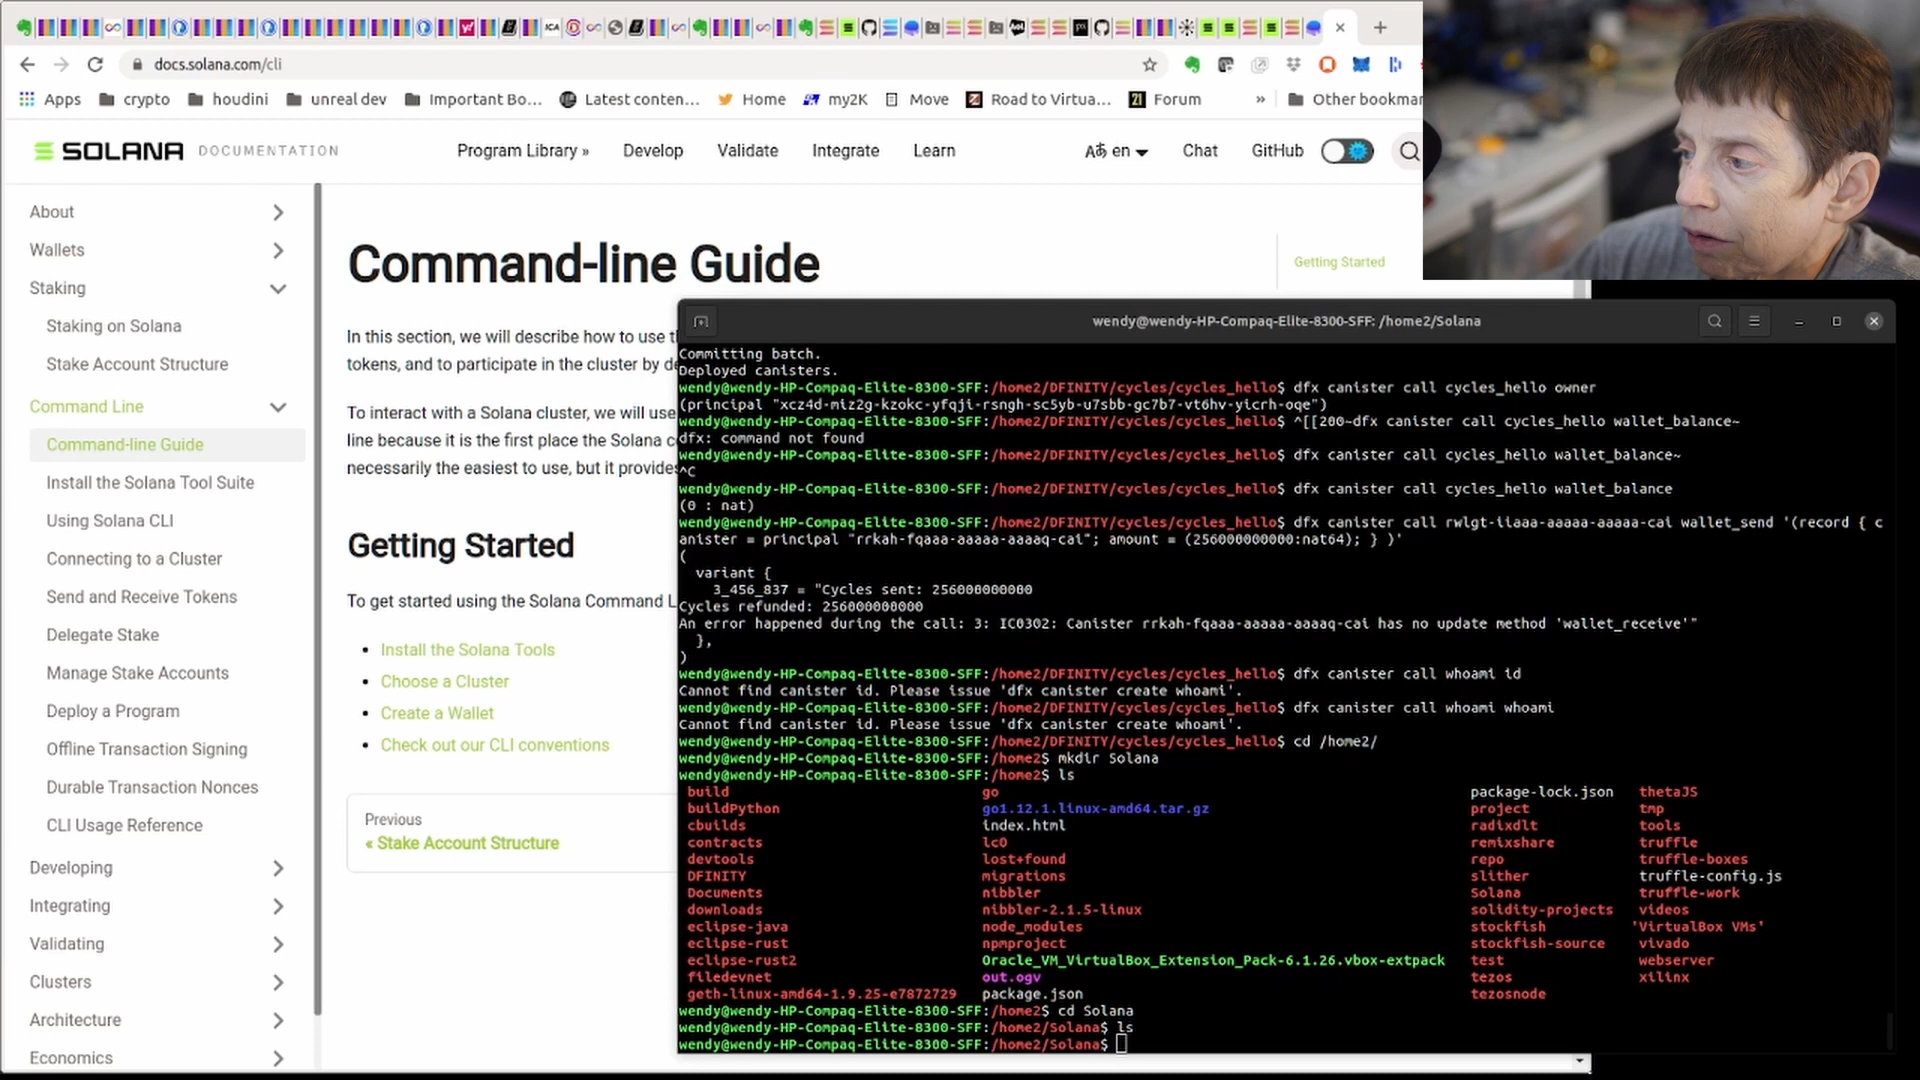 docs.solana.com/cli
Apps crypto houdini unreal dev Important Bo... Latest conten... Home my2K Move Road to Virtua... 21 Forum » Other bookmar
SOLANA DOCUMENTATION Program Library » Develop Validate Integrate Learn en Chat GitHub
About
Wallets
Staking
Staking on Solana
Stake Account Structure
Command Line
Command-line Guide
Install the Solana Tool Suite
Using Solana CLI
Connecting to a Cluster
Send and Receive Tokens
Delegate Stake
Manage Stake Accounts
Deploy a Program
Offline Transaction Signing
Durable Transaction Nonces
CLI Usage Reference
Developing
Integrating
Validating
Clusters
Architecture
Economics
Command-line Guide
Getting Started
In this section, we will describe how to use t
tokens, and to participate in the cluster by de
To interact with a Solana cluster, we will use
line because it is the first place the Solana c
necessarily the easiest to use, but it provides
Getting Started
To get started using the Solana Command L
Install the Solana Tools
Choose a Cluster
Create a Wallet
Check out our CLI conventions
Previous
« Stake Account Structure
wendy@wendy-HP-Compaq-Elite-8300-SFF: /home2/Solana
Committing batch.
Deployed canisters.
wendy@wendy-HP-Compaq-Elite-8300-SFF:/home2/DFINITY/cycles/cycles_hello$ dfx canister call cycles_hello owner
(principal "xcz4d-miz2g-kzokc-yfqji-rsngh-sc5yb-u7sbb-gc7b7-vt6hv-yicrh-oqe")
wendy@wendy-HP-Compaq-Elite-8300-SFF:/home2/DFINITY/cycles/cycles_hello$ ^[[200~dfx canister call cycles_hello wallet_balance~
dfx: command not found
wendy@wendy-HP-Compaq-Elite-8300-SFF:/home2/DFINITY/cycles/cycles_hello$ dfx canister call cycles_hello wallet_balance~
^C
wendy@wendy-HP-Compaq-Elite-8300-SFF:/home2/DFINITY/cycles/cycles_hello$ dfx canister call cycles_hello wallet_balance
(0 : nat)
wendy@wendy-HP-Compaq-Elite-8300-SFF:/home2/DFINITY/cycles/cycles_hello$ dfx canister call rwlgt-iiaaa-aaaaa-aaaaa-cai wallet_send '(record { c
anister = principal "rrkah-fqaaa-aaaaa-aaaaq-cai"; amount = (256000000000:nat64); } )'
(
variant {
3_456_837 = "Cycles sent: 256000000000
Cycles refunded: 256000000000
An error happened during the call: 3: IC0302: Canister rrkah-fqaaa-aaaaa-aaaaq-cai has no update method 'wallet_receive'"
},
)
wendy@wendy-HP-Compaq-Elite-8300-SFF:/home2/DFINITY/cycles/cycles_hello$ dfx canister call whoami id
Cannot find canister id. Please issue 'dfx canister create whoami'.
wendy@wendy-HP-Compaq-Elite-8300-SFF:/home2/DFINITY/cycles/cycles_hello$ dfx canister call whoami whoami
Cannot find canister id. Please issue 'dfx canister create whoami'.
wendy@wendy-HP-Compaq-Elite-8300-SFF:/home2/DFINITY/cycles/cycles_hello$ cd /home2/
wendy@wendy-HP-Compaq-Elite-8300-SFF:/home2$ mkdir Solana
wendy@wendy-HP-Compaq-Elite-8300-SFF:/home2$ ls
build go package-lock.json thetaJS
buildPython go1.12.1.linux-amd64.tar.gz project tmp
cbuilds index.html radixdlt tools
contracts lc0 remixshare truffle
devtools lost+found repo truffle-boxes
DFINITY migrations slither truffle-config.js
Documents nibbler Solana truffle-work
downloads nibbler-2.1.5-linux solidity-projects videos
eclipse-java node_modules stockfish 'VirtualBox VMs'
eclipse-rust npmproject stockfish-source vivado
eclipse-rust2 Oracle_VM_VirtualBox_Extension_Pack-6.1.26.vbox-extpack test webserver
filedevnet out.ogv tezos xilinx
geth-linux-amd64-1.9.25-e7872729 package.json tezosnode
wendy@wendy-HP-Compaq-Elite-8300-SFF:/home2$ cd Solana
wendy@wendy-HP-Compaq-Elite-8300-SFF:/home2/Solana$ ls
wendy@wendy-HP-Compaq-Elite-8300-SFF:/home2/Solana$